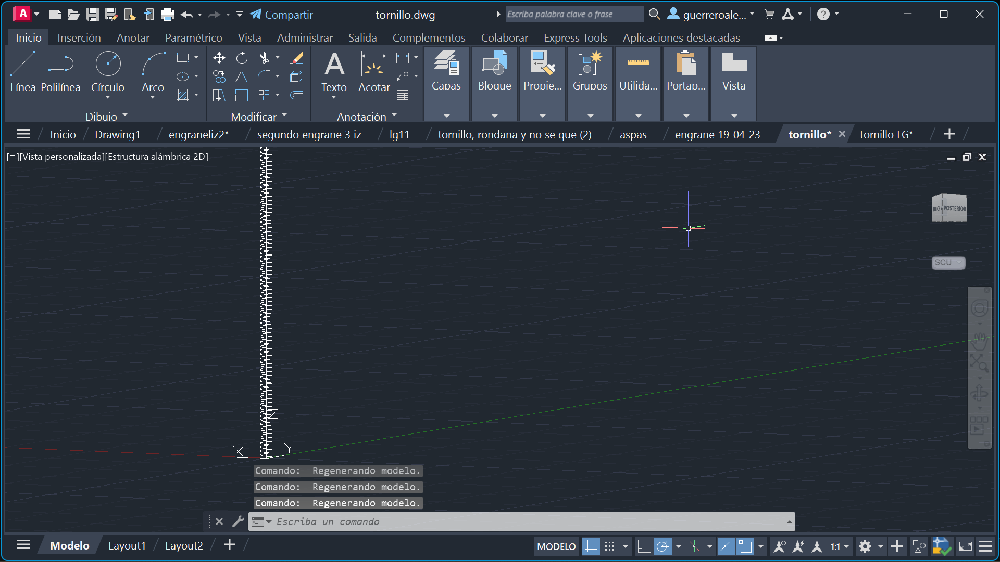 A
Compartir
tornillo.dwg
Escriba palabra clave o frase
guerreroale...
?
Inicio
Inserción
Anotar
Paramétrico
Vista
Administrar
Salida
Complementos
Colaborar
Express Tools
Aplicaciones destacadas
Línea
Polilínea
Círculo
Arco
A
Texto
Acotar
Capas
Bloque
Propie...
Grupos
Utilida...
Portap...
Vista
Dibujo
Modificar
Anotación
Inicio
Drawing1
engraneliz2*
segundo engrane 3 iz
lg11
tornillo, rondana y no se que (2)
aspas
engrane 19-04-23
tornillo*
tornillo LG*
[−][Vista personalizada][Estructura alámbrica 2D]
POSTERIOR
SCU
Z
X
Y
Comando:  Regenerando modelo.
Comando:  Regenerando modelo.
Comando:  Regenerando modelo.
Escriba un comando
Modelo
Layout1
Layout2
MODELO
1:1